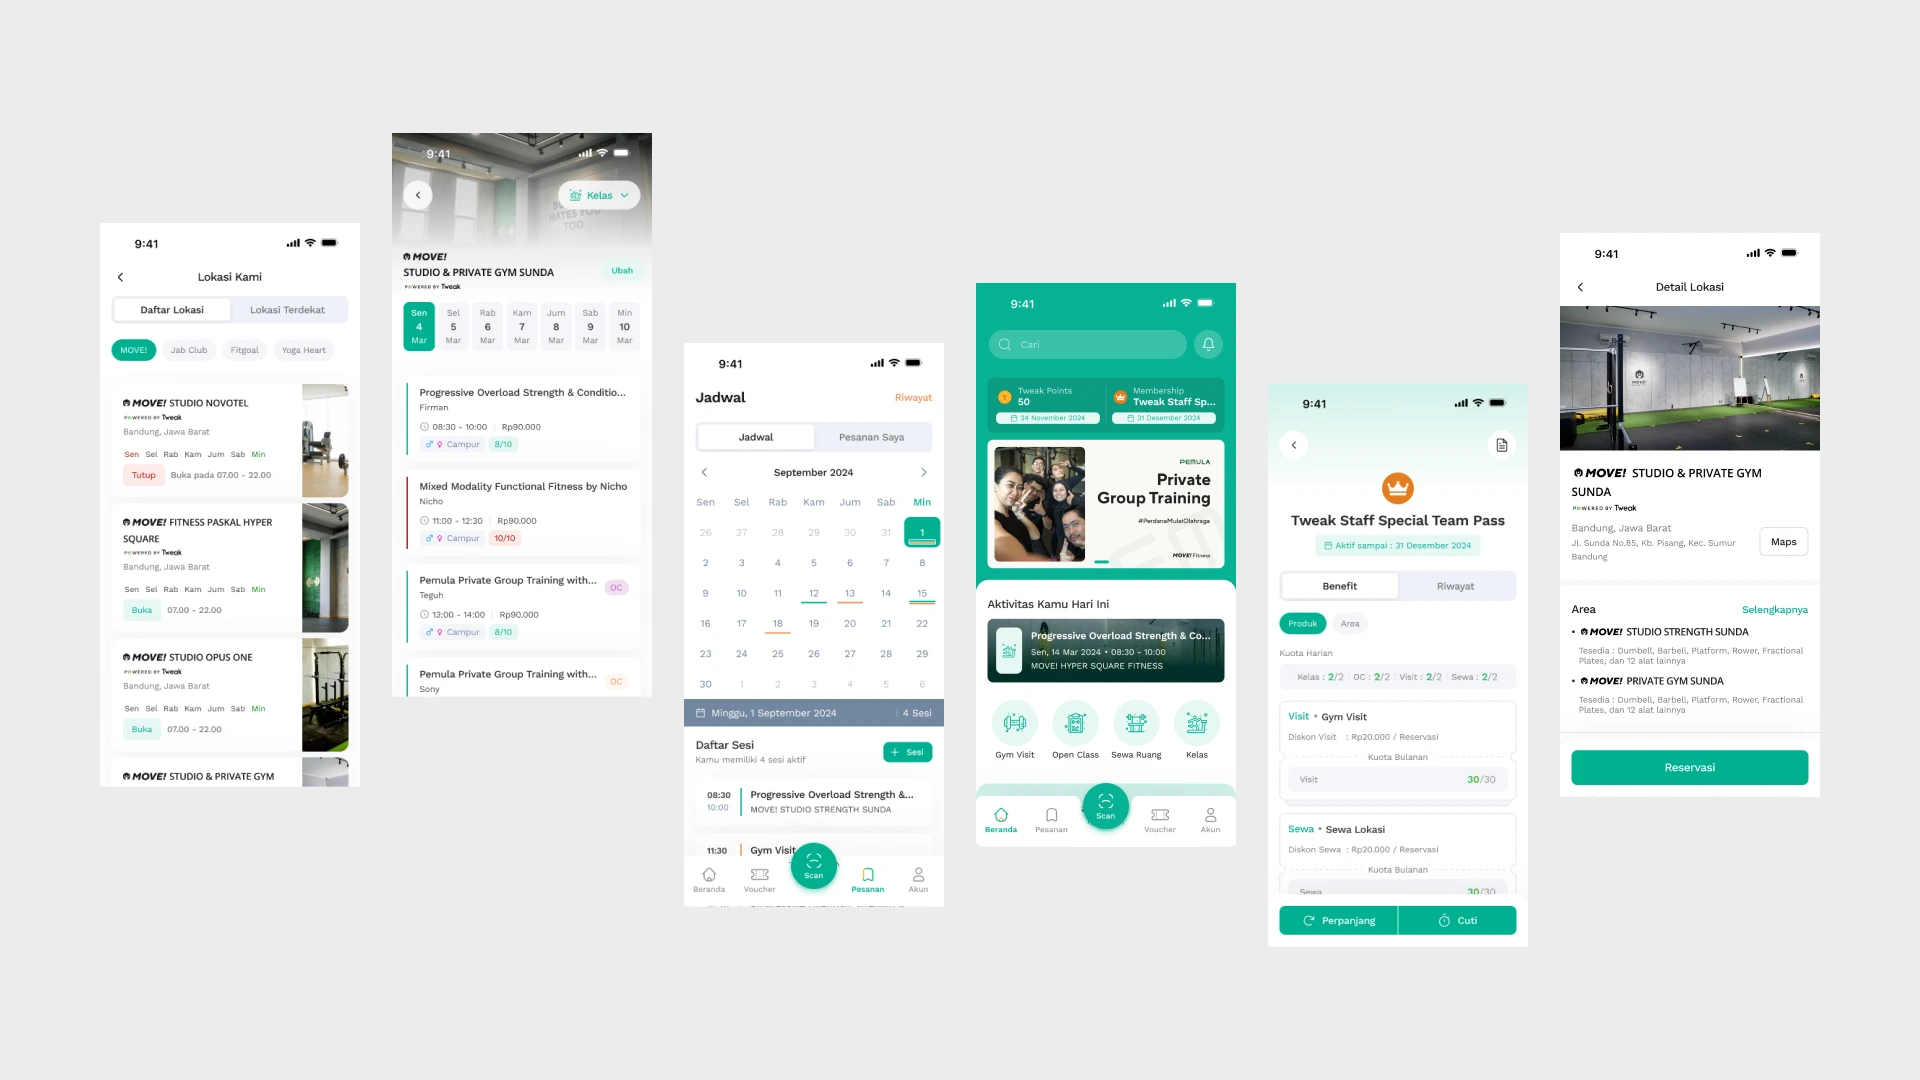 9:41
Lokasi Kami
Daftar Lokasi
Lokasi Terdekat
MOVE!
Jab Club
Fitgoal
Yoga Heart
MOVE! STUDIO NOVOTEL
POWERED BY Tweak
Bandung, Jawa Barat
Sen Sel Rab Kam Jum Sab Min
Tutup
Buka pada 07.00 - 22.00
MOVE! FITNESS PASKAL HYPER
SQUARE
POWERED BY Tweak
Bandung, Jawa Barat
Sen Sel Rab Kam Jum Sab Min
Buka
07.00 - 22.00
MOVE! STUDIO OPUS ONE
POWERED BY Tweak
Bandung, Jawa Barat
Sen Sel Rab Kam Jum Sab Min
Buka
07.00 - 22.00
MOVE! STUDIO & PRIVATE GYM
9:41
Kelas
HATES YOU
TOO
MOVE!
STUDIO & PRIVATE GYM SUNDA
POWERED BY Tweak
Ubah
Sen Sel Rab Kam Jum Sab Min
4 5 6 7 8 9 10
Mar Mar Mar Mar Mar Mar Mar
Progressive Overload Strength & Conditio...
Firman
08:30 - 10:00 Rp90.000
Campur 8/10
Mixed Modality Functional Fitness by Nicho
Nicho
11:00 - 12:30 Rp90.000
Campur 10/10
Pemula Private Group Training with... OC
Teguh
13:00 - 14:00 Rp90.000
Campur 8/10
Pemula Private Group Training with... OC
Sony
9:41
Jadwal
Riwayat
Jadwal
Pesanan Saya
September 2024
Sen Sel Rab Kam Jum Sab Min
26 27 28 29 30 31 1
2 3 4 5 6 7 8
9 10 11 12 13 14 15
16 17 18 19 20 21 22
23 24 25 26 27 28 29
30 1 2 3 4 5 6
Minggu, 1 September 2024 4 Sesi
Daftar Sesi
Kamu memiliki 4 sesi aktif
+ Sesi
08:30 Progressive Overload Strength &...
10:00 MOVE! STUDIO STRENGTH SUNDA
11:30 Gym Visit
Beranda Voucher Scan Pesanan Akun
9:41
Cari
Tweak Points
50
24 November 2024
Membership
Tweak Staff Sp...
31 Desember 2024
PEMULA
Private
Group Training
#PerdanaMulaiOlahraga
MOVE! Fitness
Aktivitas Kamu Hari Ini
Progressive Overload Strength & Co...
Sen, 14 Mar 2024 • 08:30 - 10:00
MOVE! HYPER SQUARE FITNESS
Gym Visit Open Class Sewa Ruang Kelas
Beranda Pesanan Scan Voucher Akun
9:41
Tweak Staff Special Team Pass
Aktif sampai : 31 Desember 2024
Benefit
Riwayat
Produk
Area
Kuota Harian
Kelas : 2/2 OC : 2/2 Visit : 2/2 Sewa : 2/2
Visit • Gym Visit
Diskon Visit : Rp20.000 / Reservasi
Kuota Bulanan
Visit 30/30
Sewa • Sewa Lokasi
Diskon Sewa : Rp20.000 / Reservasi
Kuota Bulanan
Sewa 30/30
Perpanjang
Cuti
9:41
Detail Lokasi
MOVE!
MOVE! STUDIO & PRIVATE GYM
SUNDA
POWERED BY Tweak
Bandung, Jawa Barat
Jl. Sunda No.85, Kb. Pisang, Kec. Sumur
Bandung
Maps
Area
Selengkapnya
• MOVE! STUDIO STRENGTH SUNDA
Tesedia : Dumbell, Barbell, Platform, Rower, Fractional
Plates, dan 12 alat lainnya
• MOVE! PRIVATE GYM SUNDA
Tesedia : Dumbell, Barbell, Platform, Rower, Fractional
Plates, dan 12 alat lainnya
Reservasi